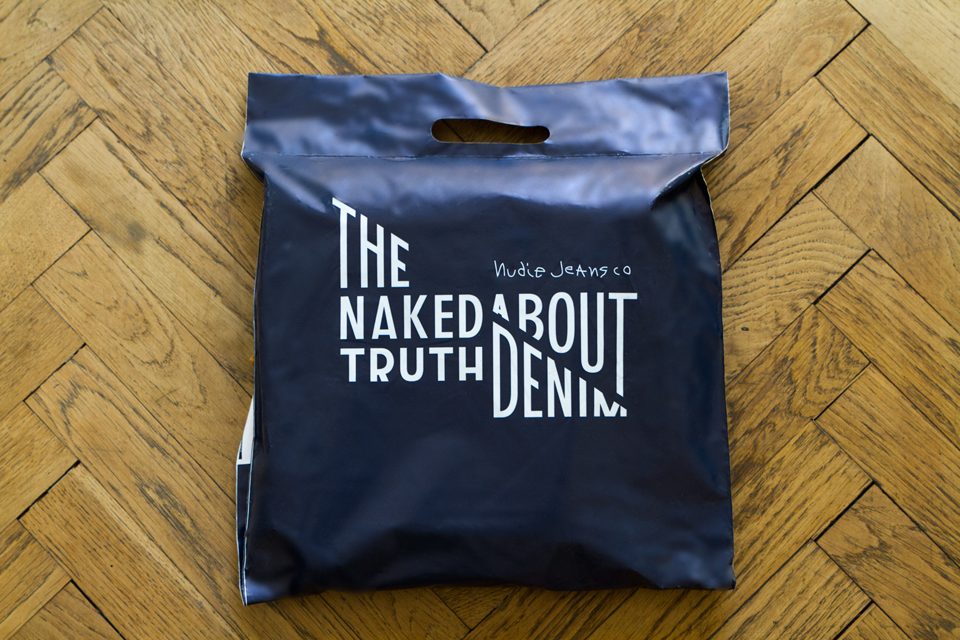 THE
NAKED
TRUTH
nudie Jeans co
ABOUT
DENIM